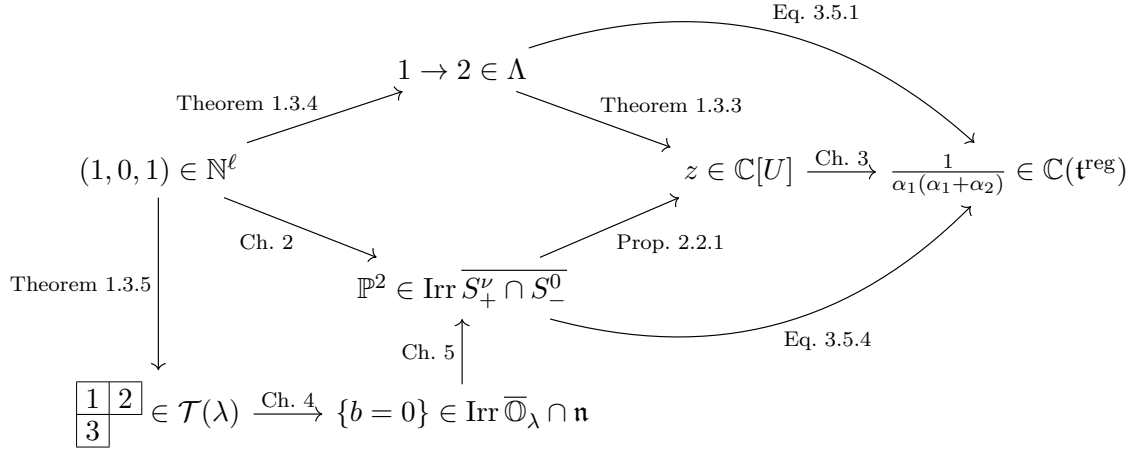 Eq. 3.5.1
1 → 2 ∈ Λ
Theorem 1.3.4
Theorem 1.3.3
(1, 0, 1) ∈ ℕ^ℓ
z ∈ ℂ[U]
Ch. 3
1/(α₁(α₁+α₂)) ∈ ℂ(𝔱^reg)
Ch. 2
Prop. 2.2.1
Theorem 1.3.5
ℙ² ∈ Irr \overline{S_+^ν ∩ S_-^0}
Eq. 3.5.4
Ch. 5
1 2
3
∈ 𝒯(λ)
Ch. 4
{b = 0} ∈ Irr \overline{𝕆}_λ ∩ 𝔫